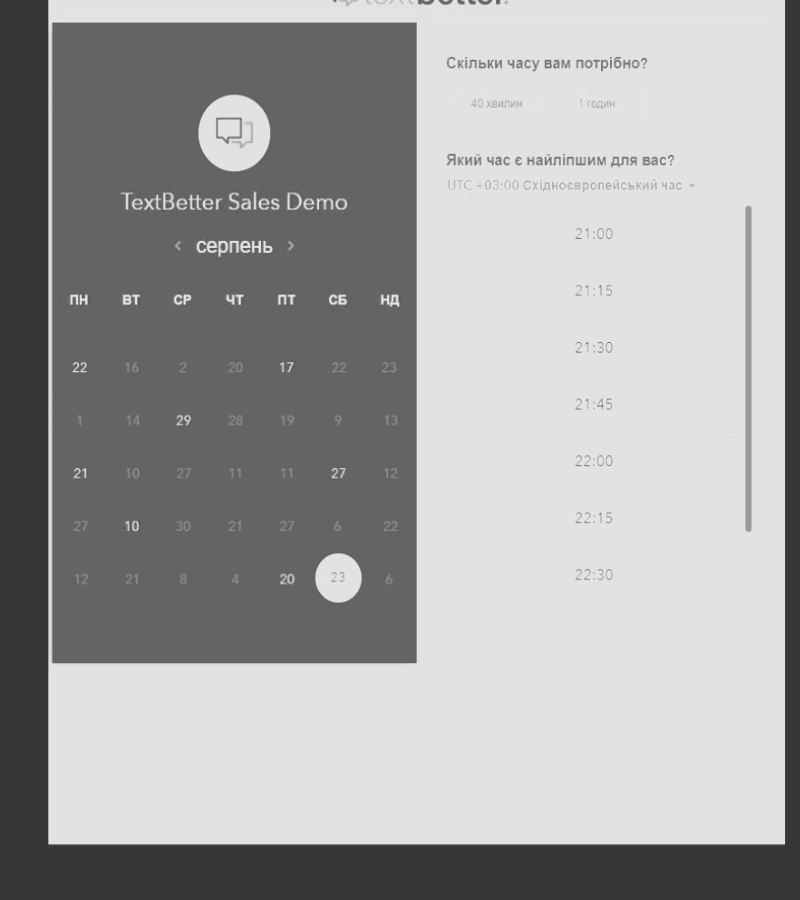 textbetter.
TextBetter Sales Demo
< серпень >
ПН ВТ СР ЧТ ПТ СБ НД
22 16 2 20 17 22 23
1 14 29 28 19 9 13
21 10 27 11 11 27 12
27 10 30 21 27 6 22
12 21 8 4 20 23 6
Скільки часу вам потрібно?
40 хвилин 1 годин
Який час є найліпшим для вас?
UTC +03:00 Східноєвропейський час
21:00
21:15
21:30
21:45
22:00
22:15
22:30